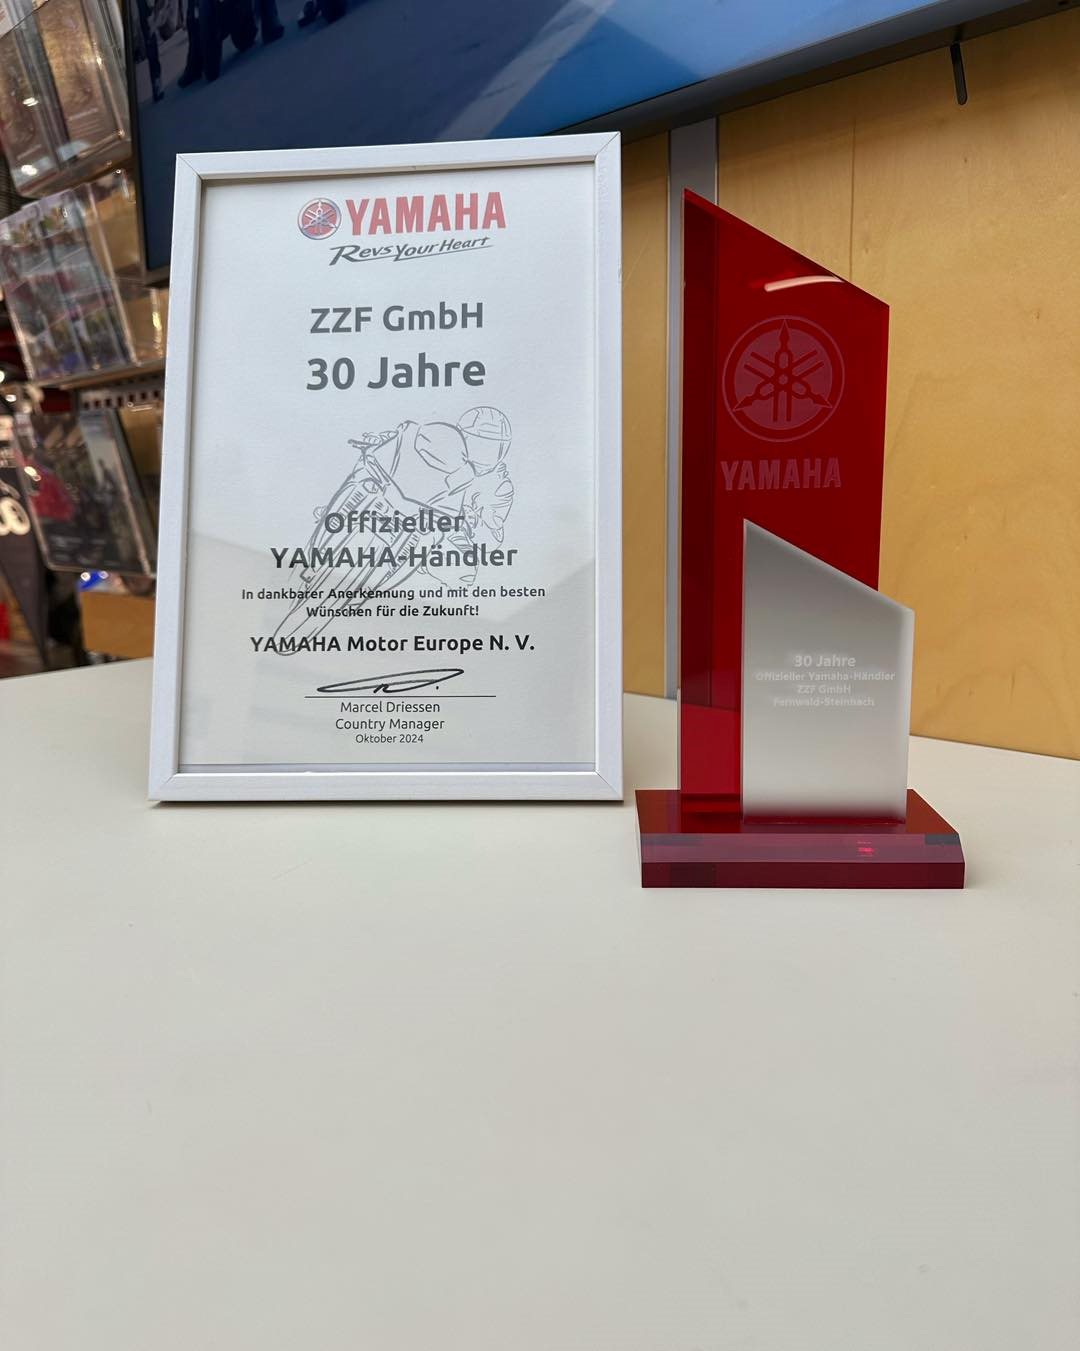 YAMAHA
Revs Your Heart
ZZF GmbH
30 Jahre
Offizieller
YAMAHA-Händler
In dankbarer Anerkennung und mit den besten
Wünschen für die Zukunft!
YAMAHA Motor Europe N. V.
Marcel Driessen
Country Manager
Oktober 2024
YAMAHA
30 Jahre
Offizieller Yamaha-Händler
ZZF GmbH
Fernwald-Steinbach